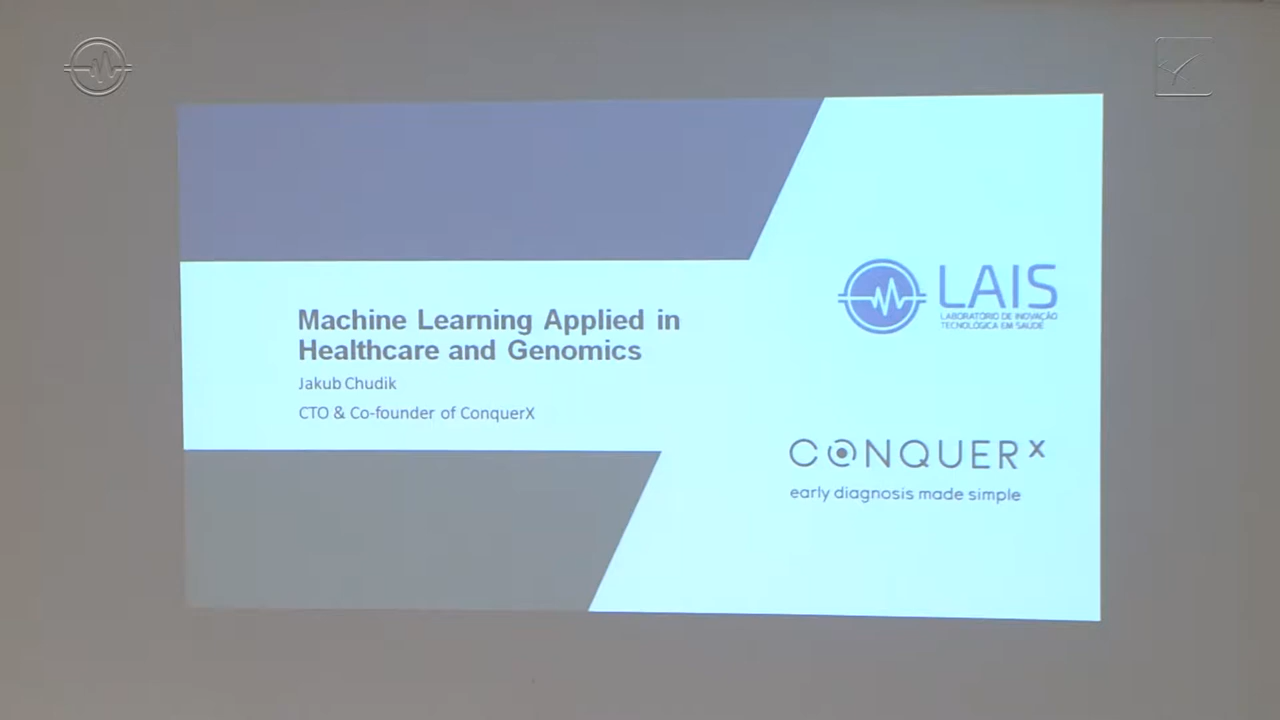 Machine Learning Applied in
Healthcare and Genomics
Jakub Chudik
CTO & Co-founder of ConquerX
LAIS
LABORATÓRIO DE INOVAÇÃO
TECNOLÓGICA EM SAÚDE
CONQUERX
early diagnosis made simple